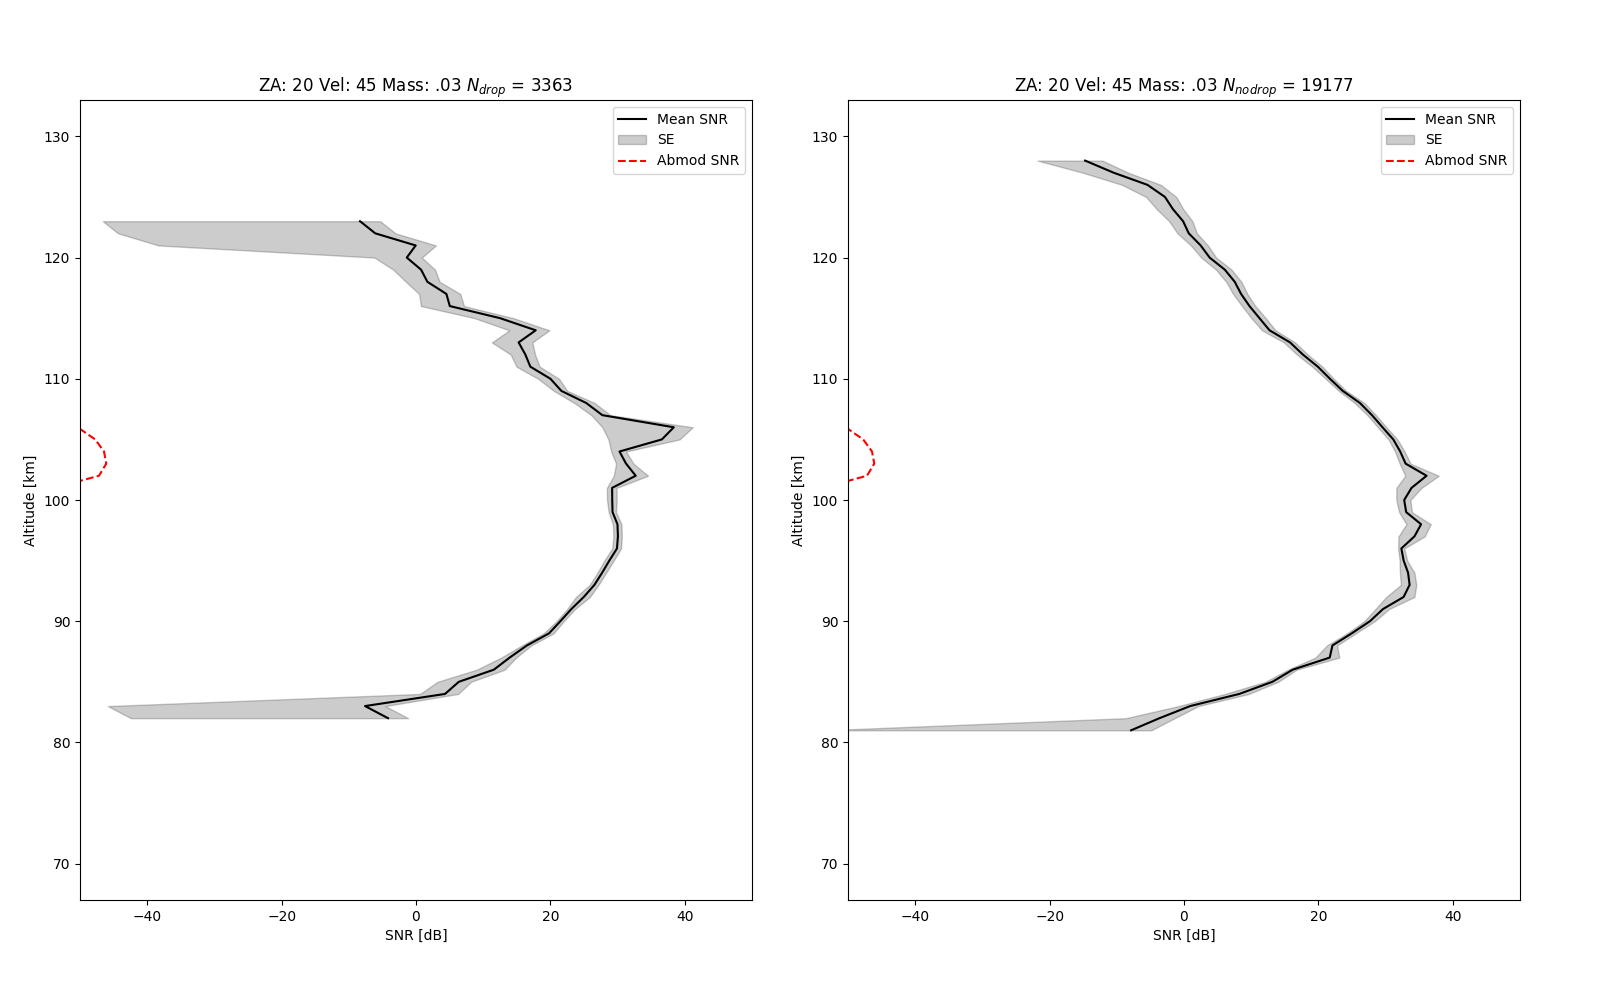 ZA: 20 Vel: 45 Mass: .03 N_drop = 3363
Mean SNR
SE
Abmod SNR
130
120
110
100
90
80
70
Altitude [km]
−40
−20
0
20
40
SNR [dB]
ZA: 20 Vel: 45 Mass: .03 N_nodrop = 19177
Mean SNR
SE
Abmod SNR
130
120
110
100
90
80
70
Altitude [km]
−40
−20
0
20
40
SNR [dB]